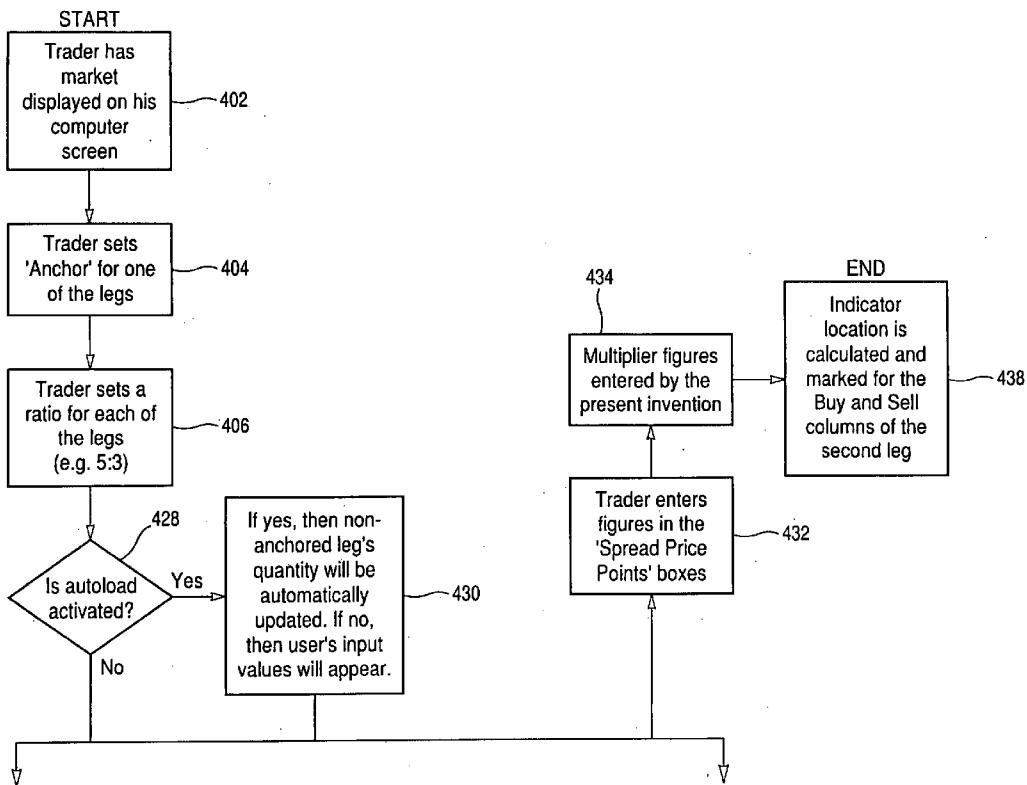 START
Trader has
market
displayed on his
computer
screen
402
Trader sets
'Anchor' for one
of the legs
404
Trader sets a
ratio for each of
the legs
(e.g. 5:3)
406
428
Is autoload
activated?
Yes
No
If yes, then non-
anchored leg's
quantity will be
automatically
updated. If no,
then user's input
values will appear.
430
434
Multiplier figures
entered by the
present invention
Trader enters
figures in the
'Spread Price
Points' boxes
432
END
Indicator
location is
calculated and
marked for the
Buy and Sell
columns of the
second leg
438